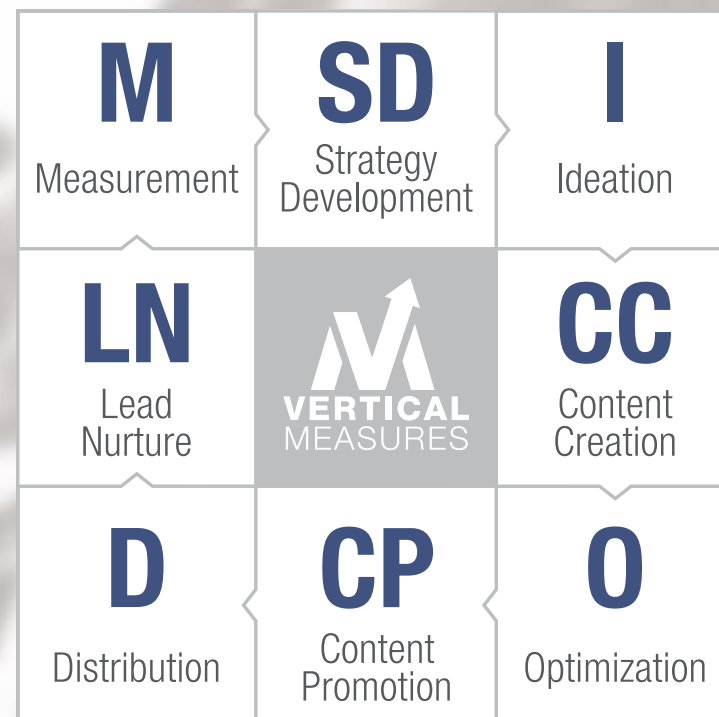 M
Measurement
SD
Strategy
Development
I
Ideation
LN
Lead
Nurture
VERTICAL
MEASURES
CC
Content
Creation
D
Distribution
CP
Content
Promotion
O
Optimization